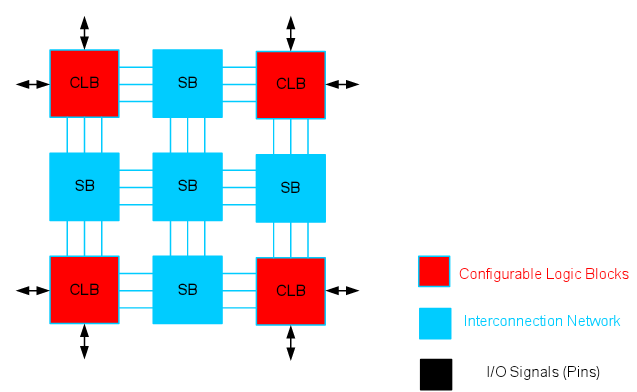 CLB SB CLB
SB SB SB
CLB SB CLB
Configurable Logic Blocks
Interconnection Network
I/O Signals (Pins)